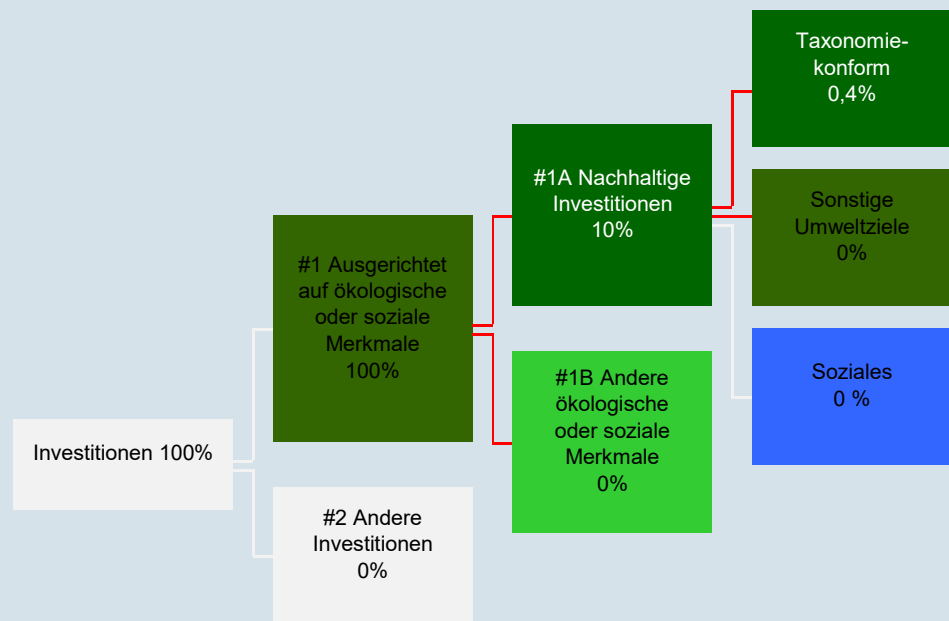 Investitionen 100%
#1 Ausgerichtet
auf ökologische
oder soziale
Merkmale
100%
#2 Andere
Investitionen
0%
#1A Nachhaltige
Investitionen
10%
#1B Andere
ökologische
oder soziale
Merkmale
0%
Taxonomie-
konform
0,4%
Sonstige
Umweltziele
0%
Soziales
0 %